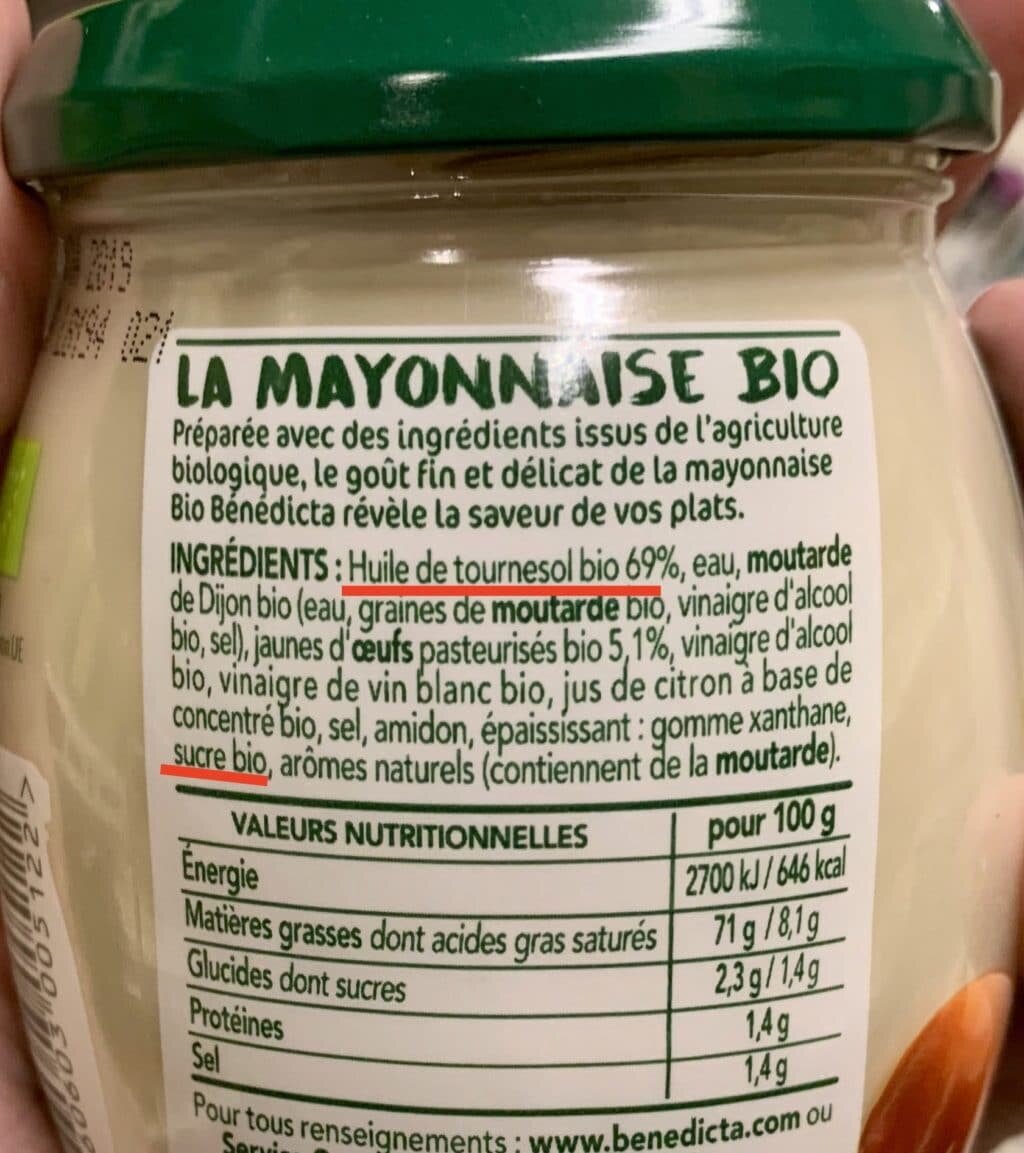 2019
021
LA MAYONNAISE BIO
Préparée avec des ingrédients issus de l'agriculture
biologique, le goût fin et délicat de la mayonnaise
Bio Bénédicta révèle la saveur de vos plats.
INGRÉDIENTS : Huile de tournesol bio 69%, eau, moutarde
de Dijon bio (eau, graines de moutarde bio, vinaigre d'alcool
bio, sel), jaunes d'œufs pasteurisés bio 5,1%, vinaigre d'alcool
bio, vinaigre de vin blanc bio, jus de citron à base de
concentré bio, sel, amidon, épaississant : gomme xanthane,
sucre bio, arômes naturels (contiennent de la moutarde).
VALEURS NUTRITIONNELLES pour 100 g
Énergie 2700 kJ / 646 kcal
Matières grasses dont acides gras saturés 71 g / 8,1 g
Glucides dont sucres 2,3 g / 1,4 g
Protéines 1,4 g
Sel 1,4 g
Pour tous renseignements : www.benedicta.com ou
UE